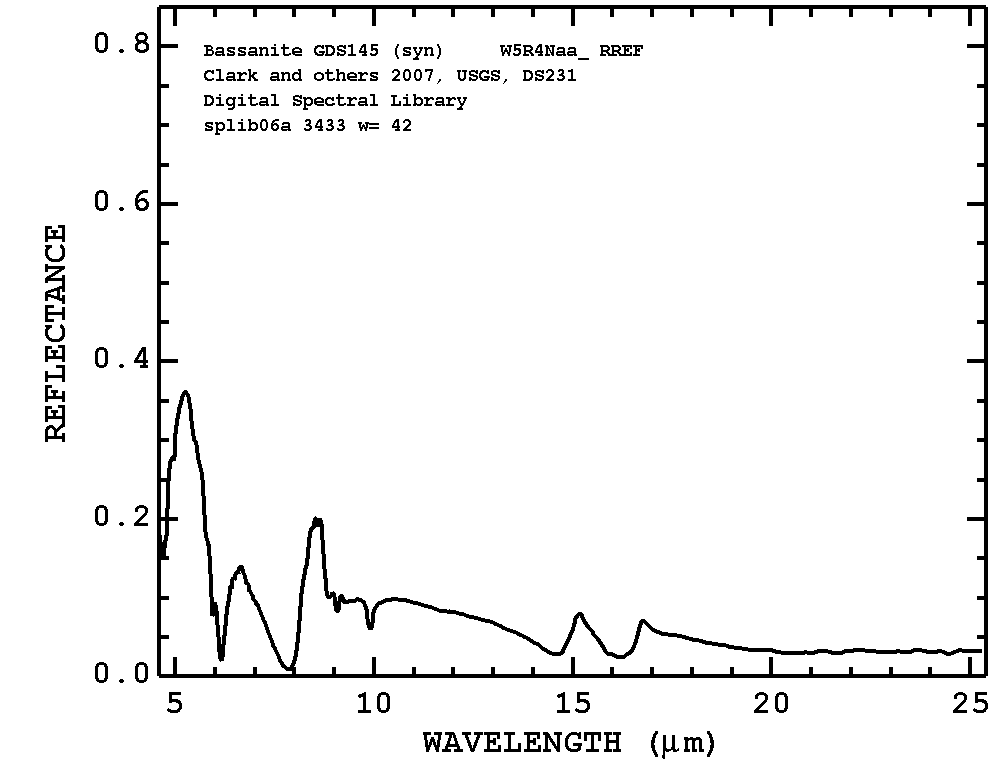 0.8
0.6
0.4
0.2
0.0
REFLECTANCE
Bassanite GDS145 (syn) W5R4Naa_ RREF
Clark and others 2007, USGS, DS231
Digital Spectral Library
splib06a 3433 w= 42
5 10 15 20 25
WAVELENGTH (μm)